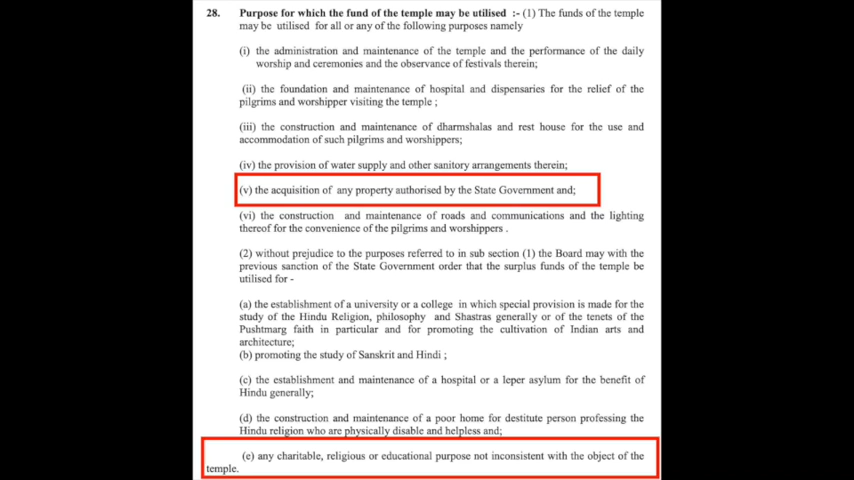 28. Purpose for which the fund of the temple may be utilised :- (1) The funds of the temple
may be utilised for all or any of the following purposes namely
(i) the administration and maintenance of the temple and the performance of the daily
worship and ceremonies and the observance of festivals therein;
(ii) the foundation and maintenance of hospital and dispensaries for the relief of the
pilgrims and worshipper visiting the temple ;
(iii) the construction and maintenance of dharmshalas and rest house for the use and
accommodation of such pilgrims and worshippers;
(iv) the provision of water supply and other sanitory arrangements therein;
(v) the acquisition of any property authorised by the State Government and;
(vi) the construction and maintenance of roads and communications and the lighting
thereof for the convenience of the pilgrims and worshippers .
(2) without prejudice to the purposes referred to in sub section (1) the Board may with the
previous sanction of the State Government order that the surplus funds of the temple be
utilised for -
(a) the establishment of a university or a college in which special provision is made for the
study of the Hindu Religion, philosophy and Shastras generally or of the tenets of the
Pushtmarg faith in particular and for promoting the cultivation of Indian arts and
architecture;
(b) promoting the study of Sanskrit and Hindi ;
(c) the establishment and maintenance of a hospital or a leper asylum for the benefit of
Hindu generally;
(d) the construction and maintenance of a poor home for destitute person professing the
Hindu religion who are physically disable and helpless and;
(e) any charitable, religious or educational purpose not inconsistent with the object of the
temple.